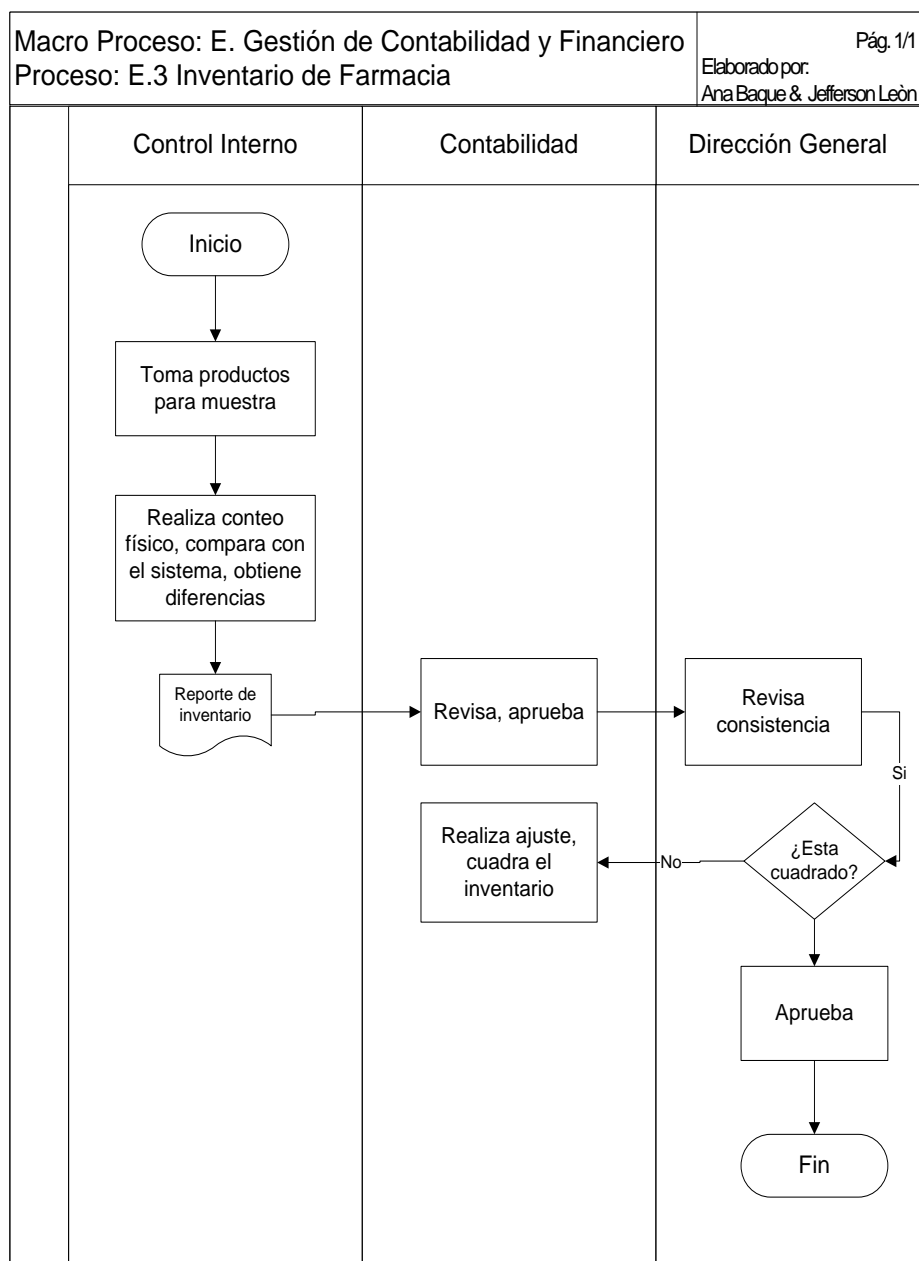 Macro Proceso: E. Gestión de Contabilidad y Financiero
Proceso: E.3 Inventario de Farmacia
Pág. 1/1
Elaborado por:
Ana Baque & Jefferson Leòn
Control Interno
Contabilidad
Dirección General
Inicio
Toma productos
para muestra
Realiza conteo
físico, compara con
el sistema, obtiene
diferencias
Reporte de
inventario
Revisa, aprueba
Revisa
consistencia
Si
¿Esta
cuadrado?
No
Realiza ajuste,
cuadra el
inventario
Aprueba
Fin